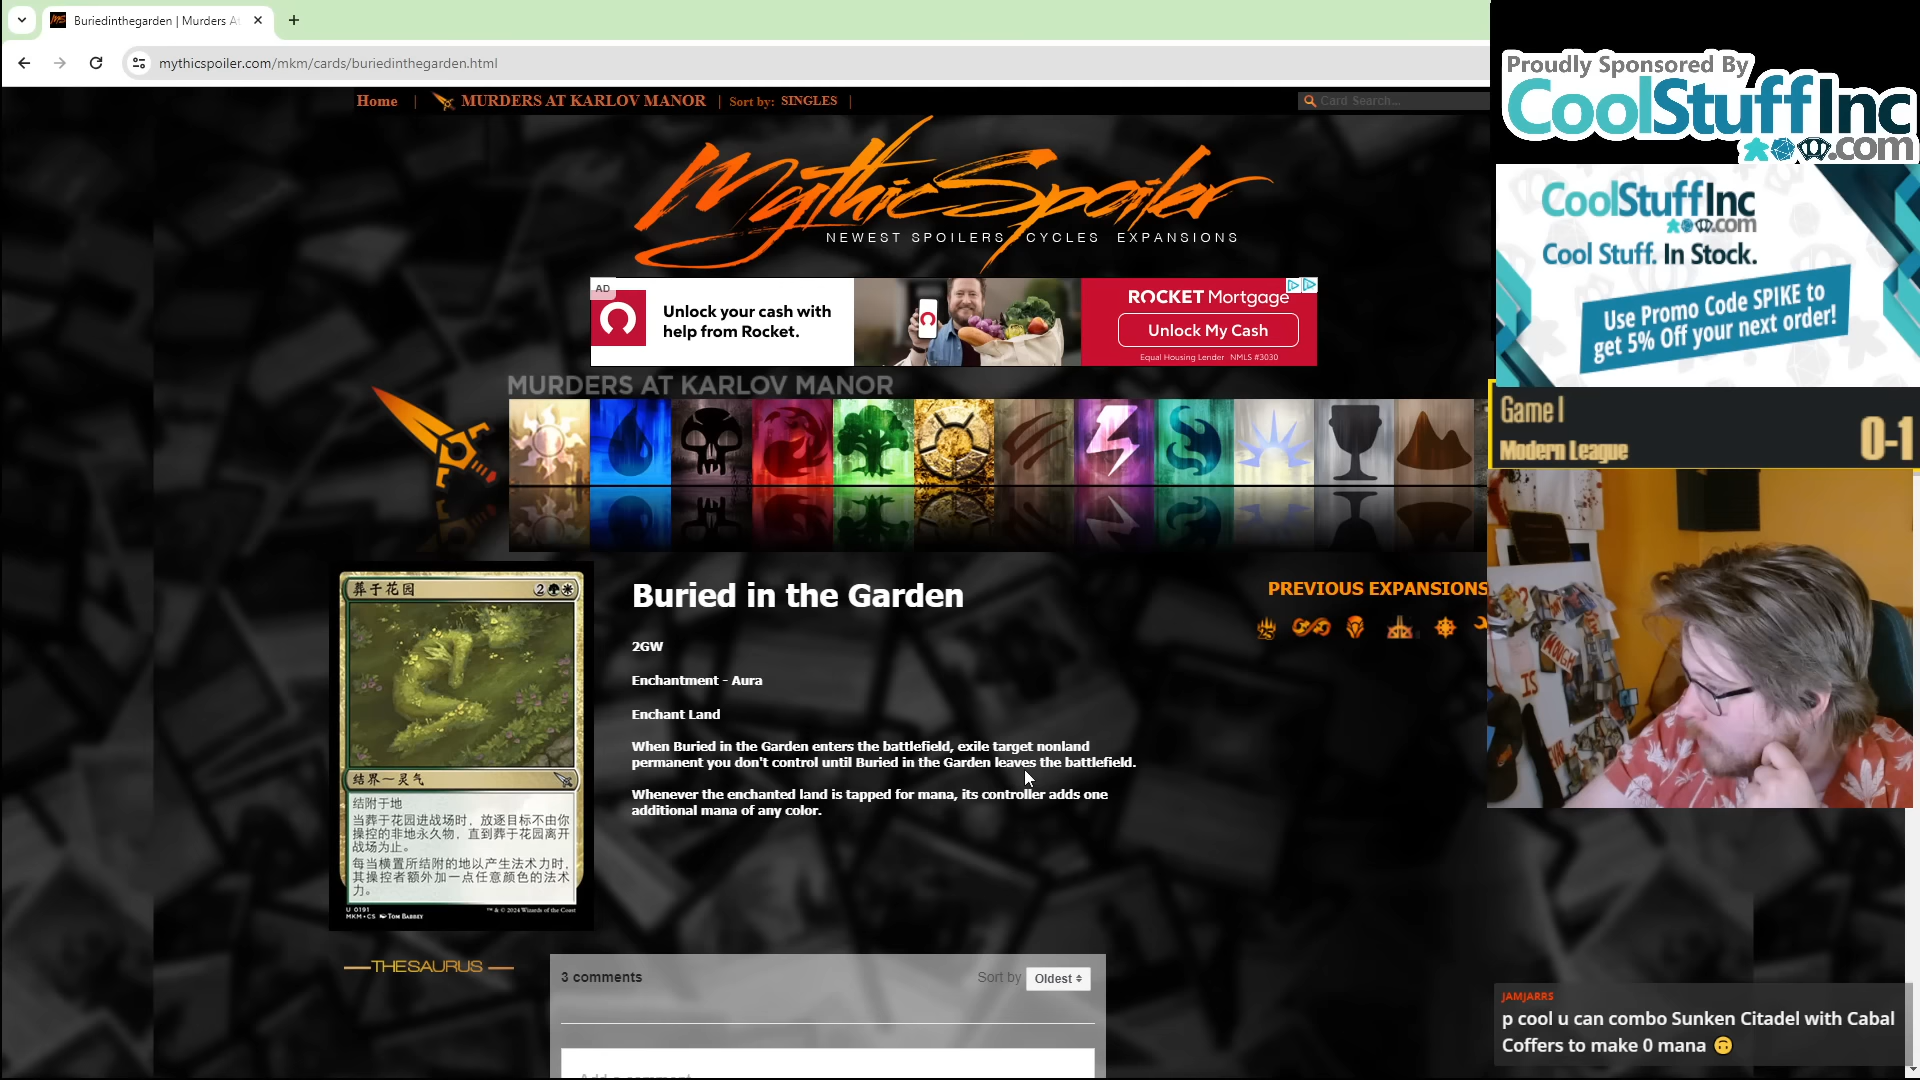 Buriedinthegarden | Murders At
mythicspoiler.com/mkm/cards/buriedinthegarden.html
Home | MURDERS AT KARLOV MANOR | Sort by: SINGLES |
Card Search...
MythicSpoiler
NEWEST SPOILERS CYCLES EXPANSIONS
AD
Unlock your cash with
help from Rocket.
ROCKET Mortgage
Unlock My Cash
Equal Housing Lender NMLS #3030
MURDERS AT KARLOV MANOR
葬于花园 2
结界~灵气
结附于地
当葬于花园进战场时，放逐目标不由你
操控的非地永久物，直到葬于花园离开
战场为止。
每当横置所结附的地以产生法术力时，
其操控者额外加一点任意颜色的法术
力。
U 0191
MKM • CS TOM BABBEY
™ & © 2024 Wizards of the Coast
Buried in the Garden
2GW
Enchantment - Aura
Enchant Land
When Buried in the Garden enters the battlefield, exile target nonland
permanent you don't control until Buried in the Garden leaves the battlefield.
Whenever the enchanted land is tapped for mana, its controller adds one
additional mana of any color.
PREVIOUS EXPANSIONS
THESAURUS
3 comments
Sort by Oldest
Add a comment...
Proudly Sponsored By
CoolStuffInc
.com
CoolStuffInc
.com
Cool Stuff. In Stock.
Use Promo Code SPIKE to
get 5% Off your next order!
Game 1
Modern League
0-1
JAMJARRS
p cool u can combo Sunken Citadel with Cabal
Coffers to make 0 mana 🙃